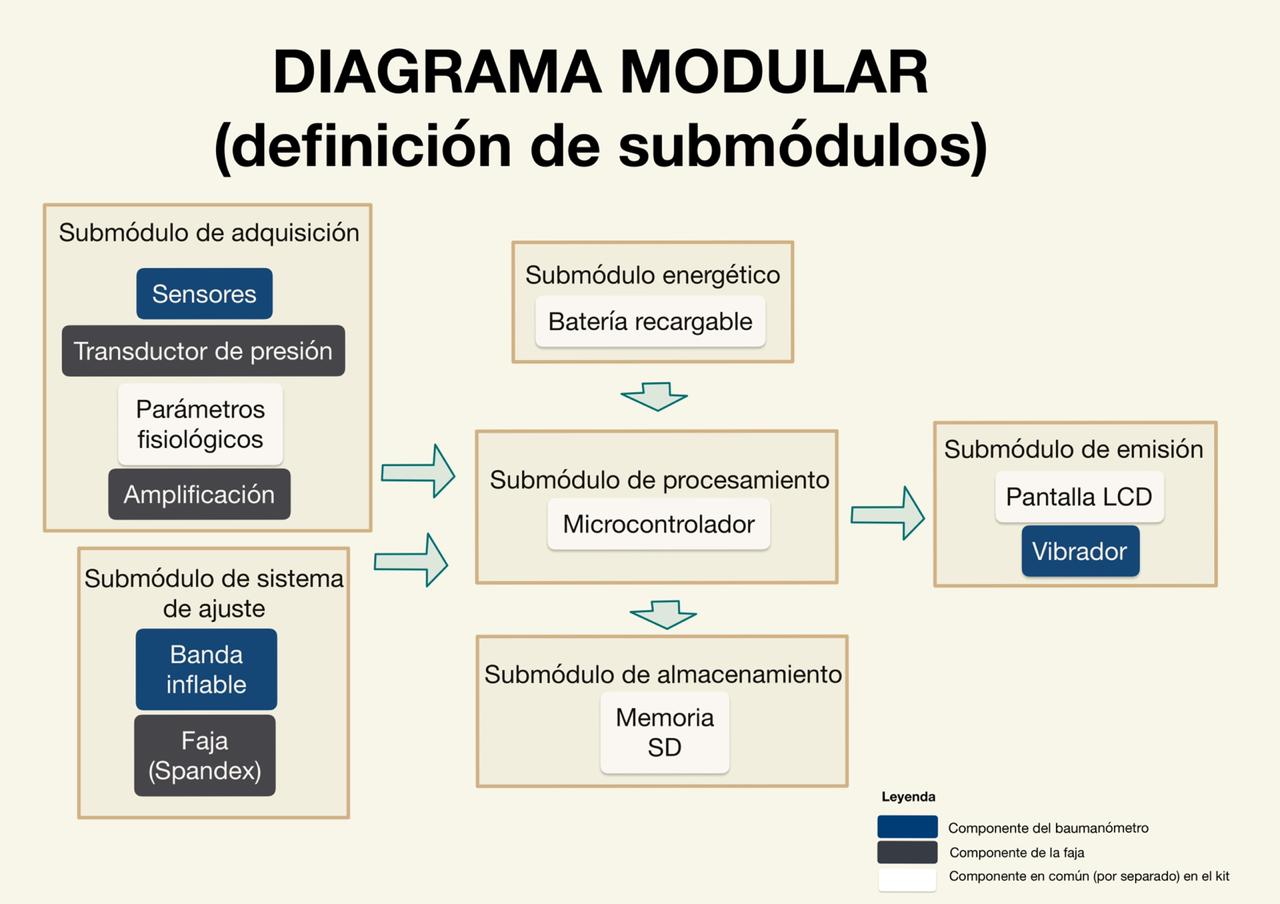 DIAGRAMA MODULAR
(definición de submódulos)
Submódulo de adquisición
Sensores
Transductor de presión
Parámetros
fisiológicos
Amplificación
Submódulo de sistema
de ajuste
Banda
inflable
Faja
(Spandex)
Submódulo energético
Batería recargable
Submódulo de procesamiento
Microcontrolador
Submódulo de almacenamiento
Memoria
SD
Submódulo de emisión
Pantalla LCD
Vibrador
Leyenda
Componente del baumanómetro
Componente de la faja
Componente en común (por separado) en el kit